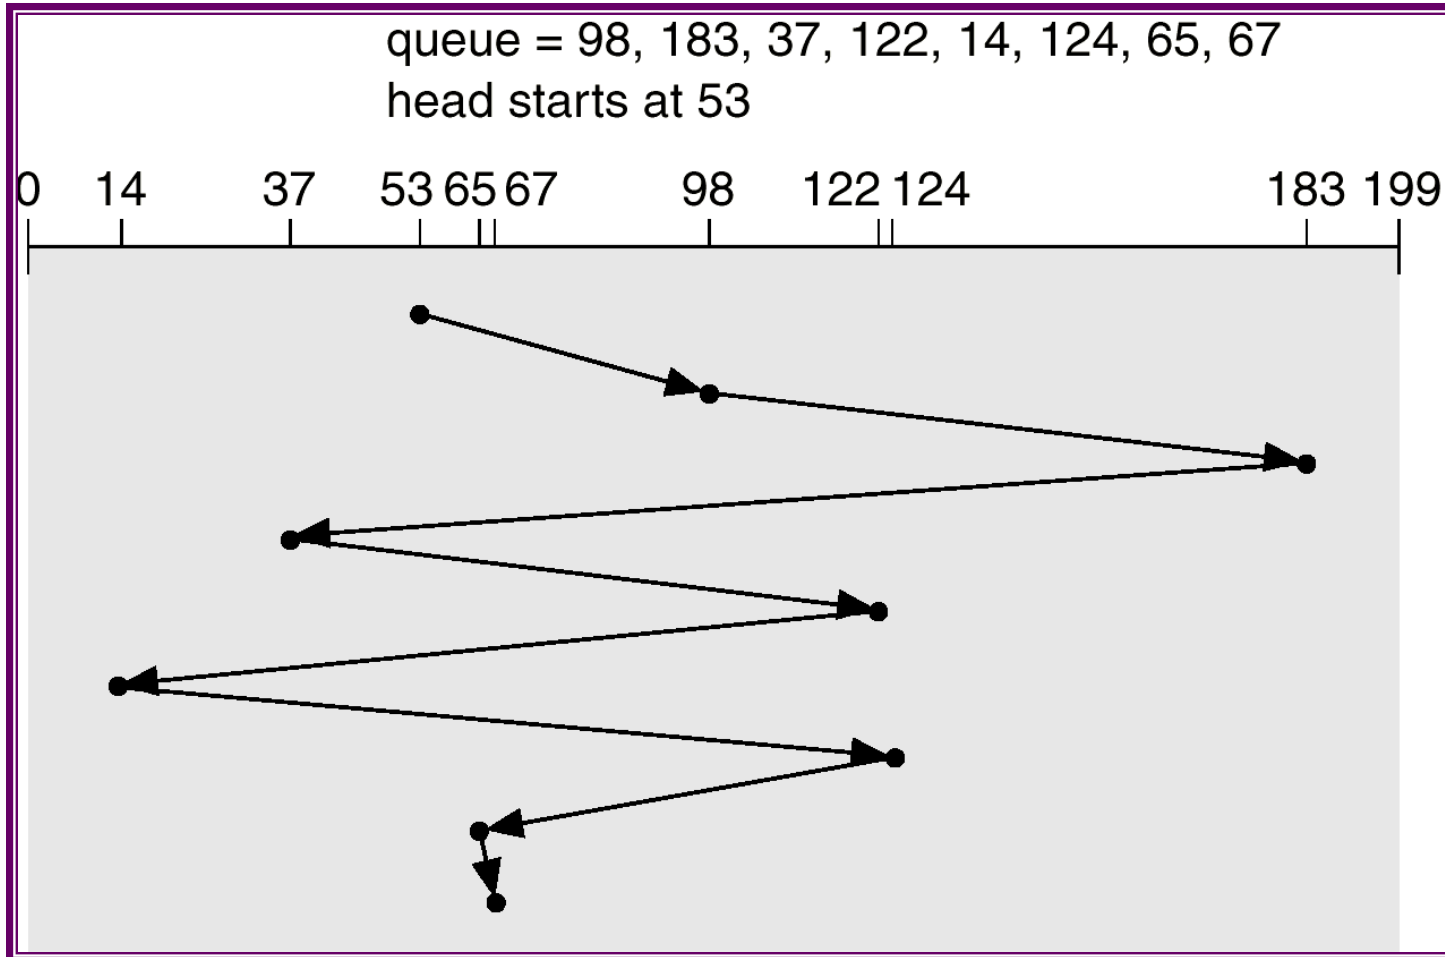 queue = 98, 183, 37, 122, 14, 124, 65, 67
head starts at 53
0 14 37 53 65 67 98 122 124 183 199